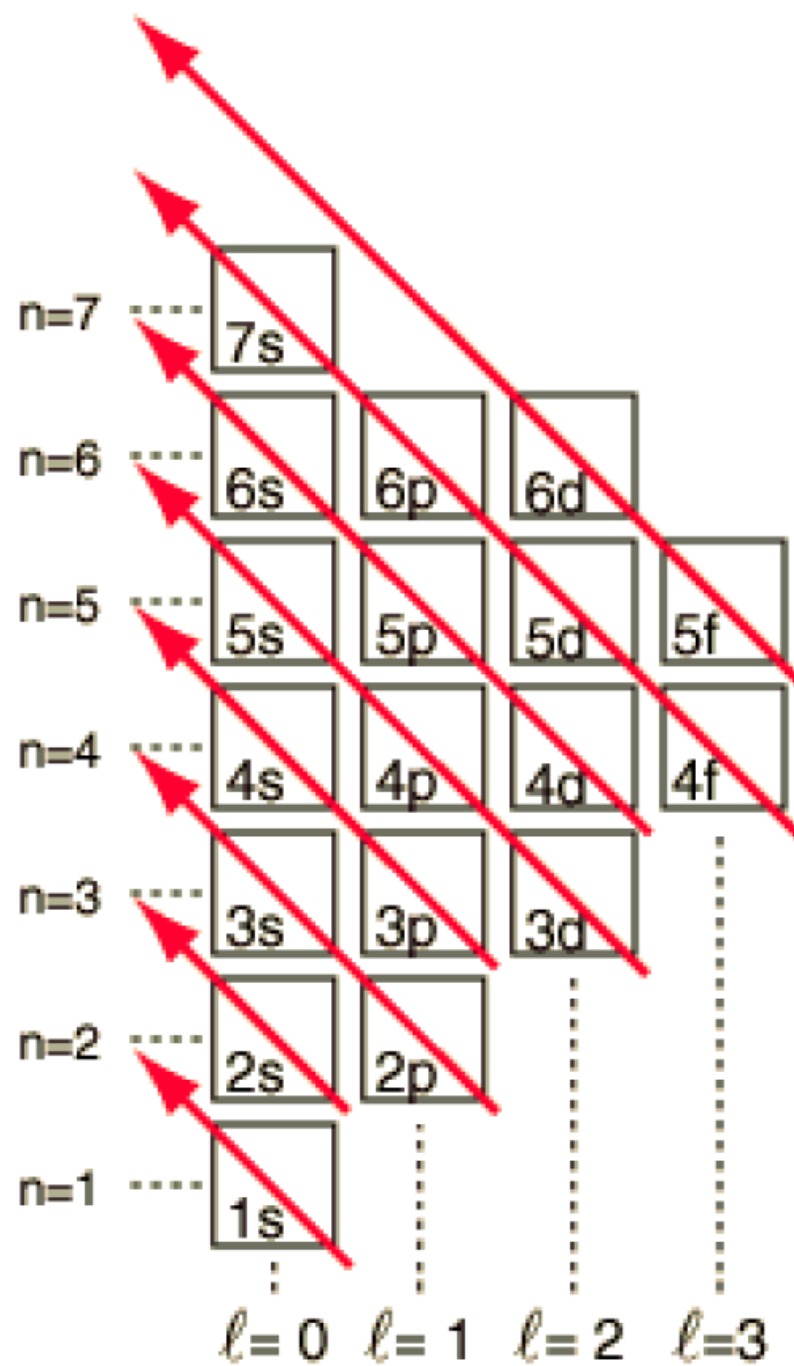 n=7 7s
n=6 6s 6p 6d
n=5 5s 5p 5d 5f
n=4 4s 4p 4d 4f
n=3 3s 3p 3d
n=2 2s 2p
n=1 1s
ℓ= 0 ℓ= 1 ℓ= 2 ℓ=3